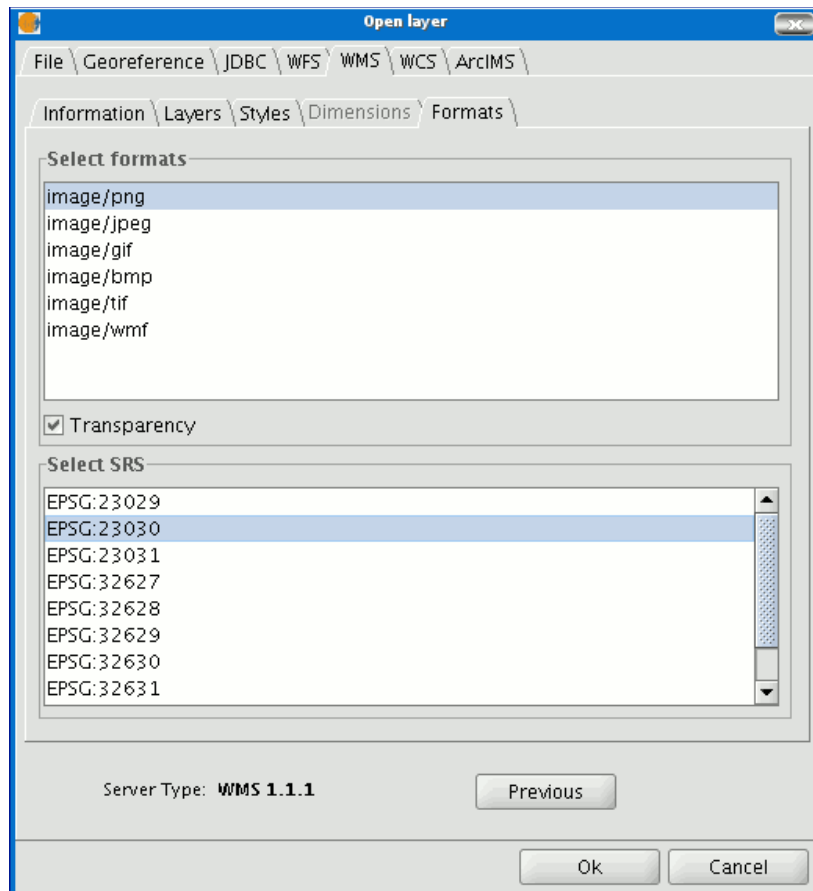 Open layer
File Georeference JDBC WFS WMS WCS ArcIMS
Information Layers Styles Dimensions Formats
Select formats
image/png
image/jpeg
image/gif
image/bmp
image/tif
image/wmf
Transparency
Select SRS
EPSG:23029
EPSG:23030
EPSG:23031
EPSG:32627
EPSG:32628
EPSG:32629
EPSG:32630
EPSG:32631
Server Type: WMS 1.1.1 Previous
Ok Cancel